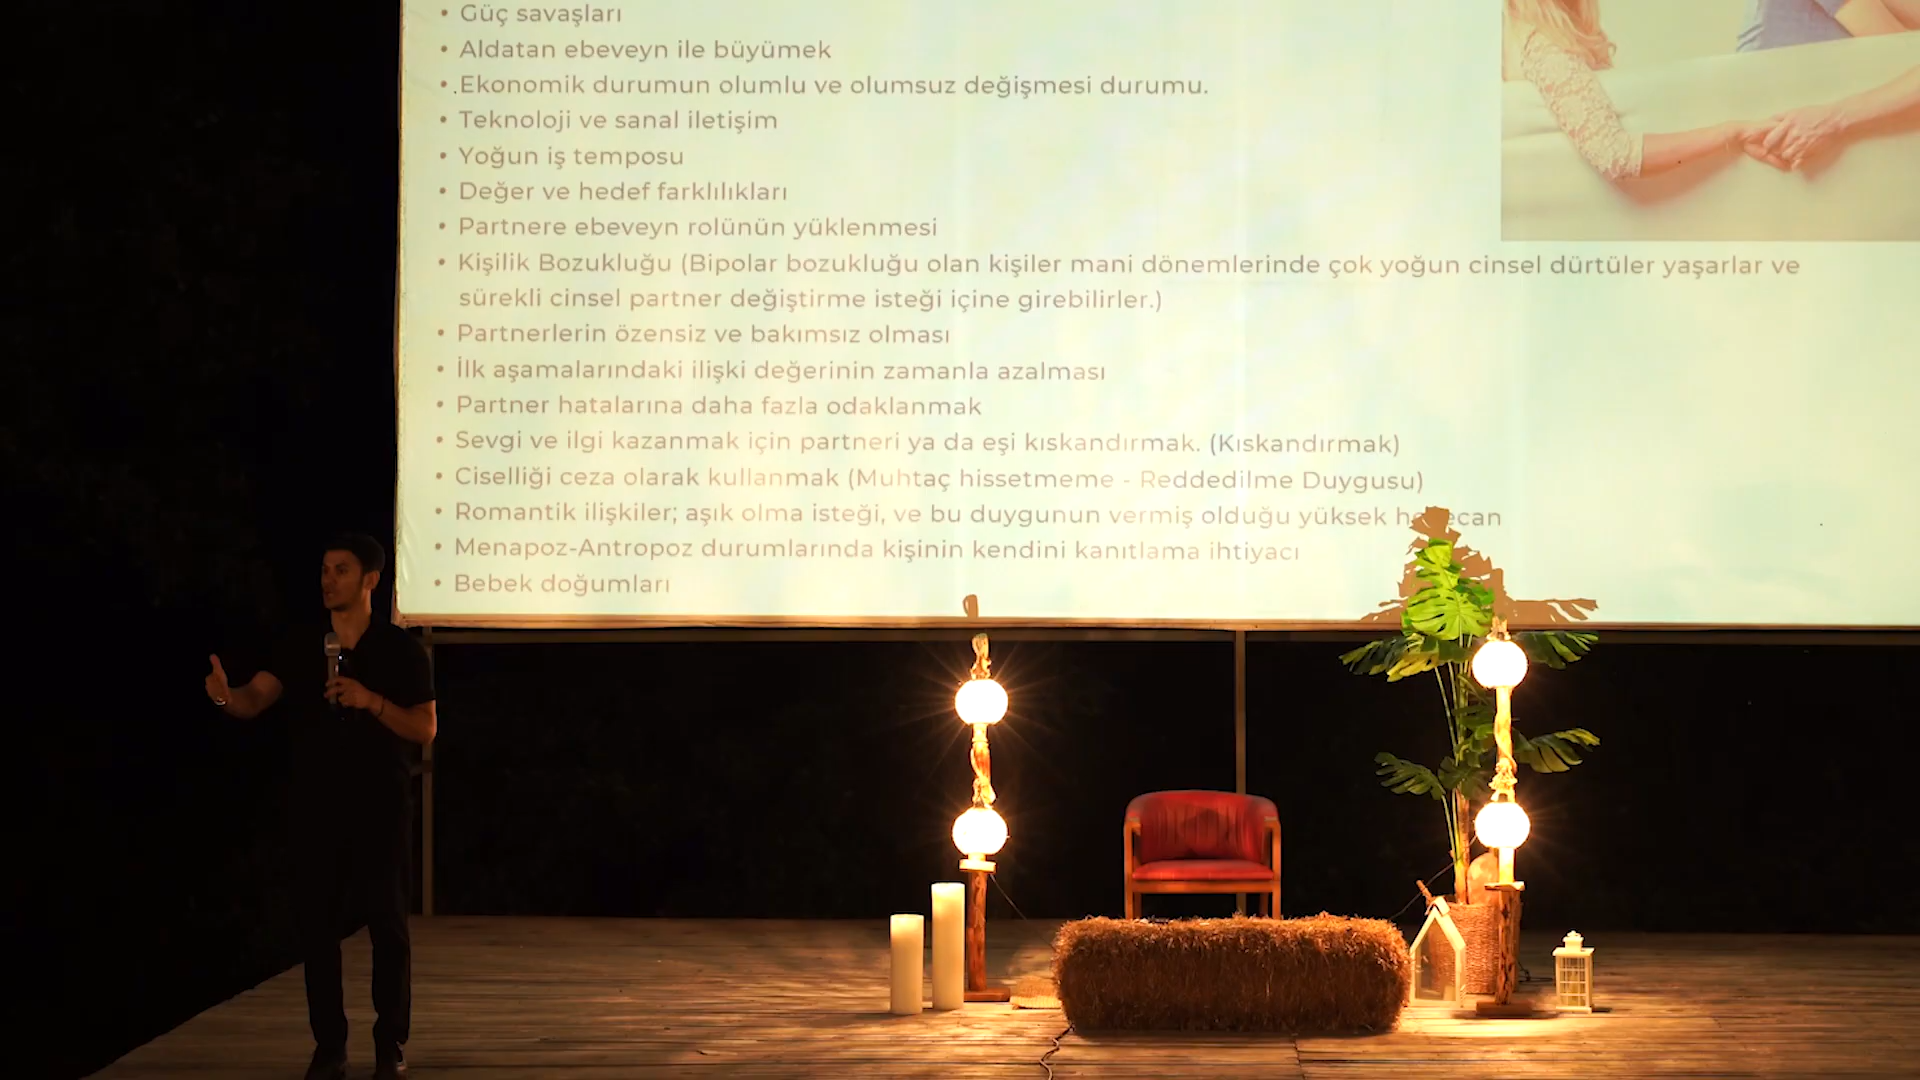 • Güç savaşları
• Aldatan ebeveyn ile büyümek
• .Ekonomik durumun olumlu ve olumsuz değişmesi durumu.
• Teknoloji ve sanal iletişim
• Yoğun iş temposu
• Değer ve hedef farklılıkları
• Partnere ebeveyn rolünün yüklenmesi
• Kişilik Bozukluğu (Bipolar bozukluğu olan kişiler mani dönemlerinde çok yoğun cinsel dürtüler yaşarlar ve
sürekli cinsel partner değiştirme isteği içine girebilirler.)
• Partnerlerin özensiz ve bakımsız olması
• İlk aşamalarındaki ilişki değerinin zamanla azalması
• Partner hatalarına daha fazla odaklanmak
• Sevgi ve ilgi kazanmak için partneri ya da eşi kıskandırmak. (Kıskandırmak)
• Ciselliği ceza olarak kullanmak (Muhtaç hissetmeme - Reddedilme Duygusu)
• Romantik ilişkiler; aşık olma isteği, ve bu duygunun vermiş olduğu yüksek
• Menapoz-Antropoz durumlarında kişinin kendini kanıtlama ihtiyacı
• Bebek doğumları